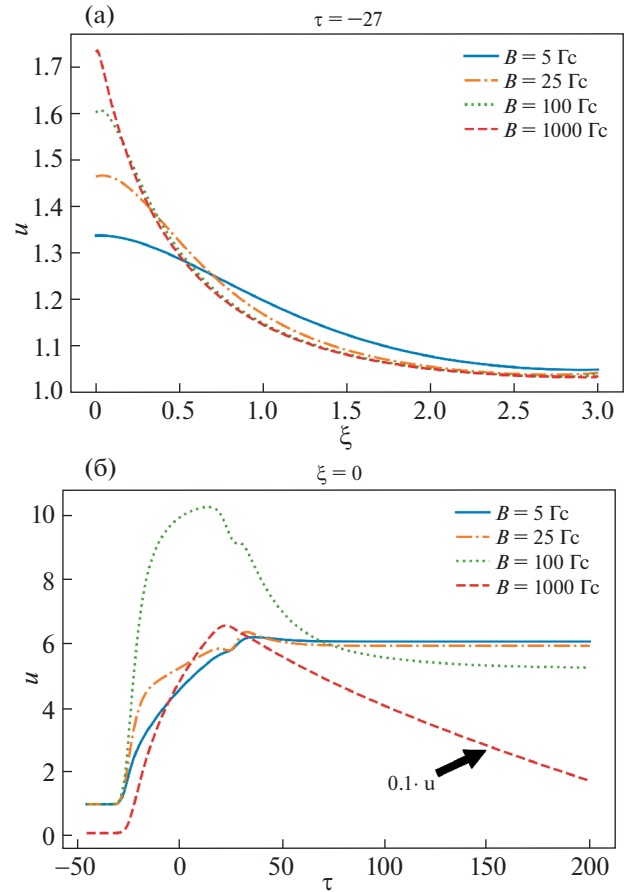 (а)
τ = −27
1.7
1.6
1.5
1.4
1.3
1.2
1.1
1.0
u
B = 5 Гс
B = 25 Гс
B = 100 Гс
B = 1000 Гс
0 0.5 1.0 1.5 2.0 2.5 3.0
ξ
(б)
ξ = 0
10
8
6
4
2
0
u
B = 5 Гс
B = 25 Гс
B = 100 Гс
B = 1000 Гс
0.1· u
−50 0 50 100 150 200
τ